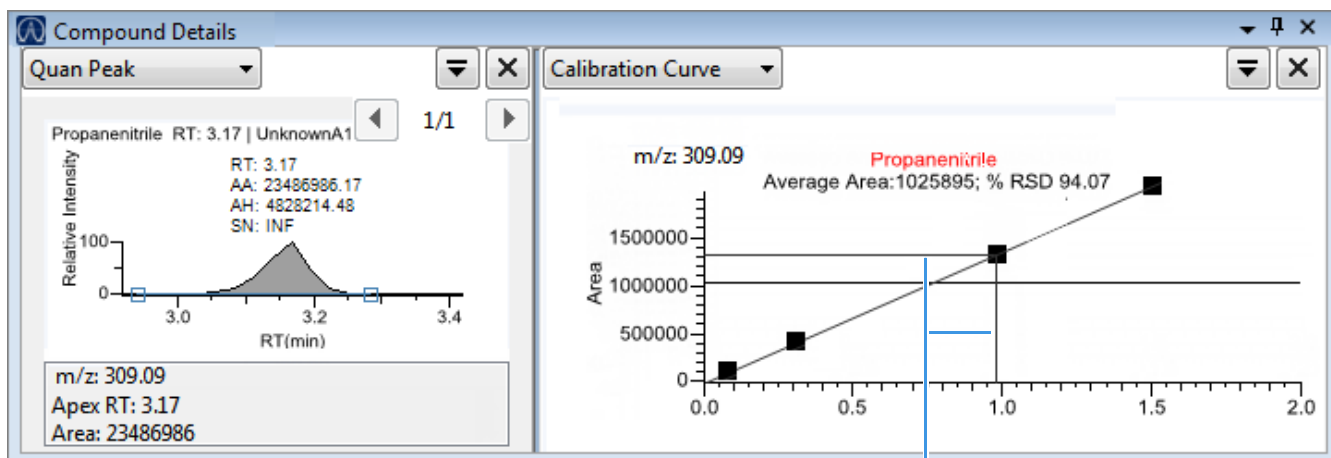 Compound Details
Quan Peak
1/1
Propanenitrile RT: 3.17 | UnknownA1
RT: 3.17
AA: 23486986.17
AH: 4828214.48
SN: INF
Relative Intensity
100
0
3.0 3.2 3.4
RT(min)
m/z: 309.09
Apex RT: 3.17
Area: 23486986
Calibration Curve
m/z: 309.09
Propanenitrile
Average Area:1025895; % RSD 94.07
Area
1500000
1000000
500000
0
0.0 0.5 1.0 1.5 2.0